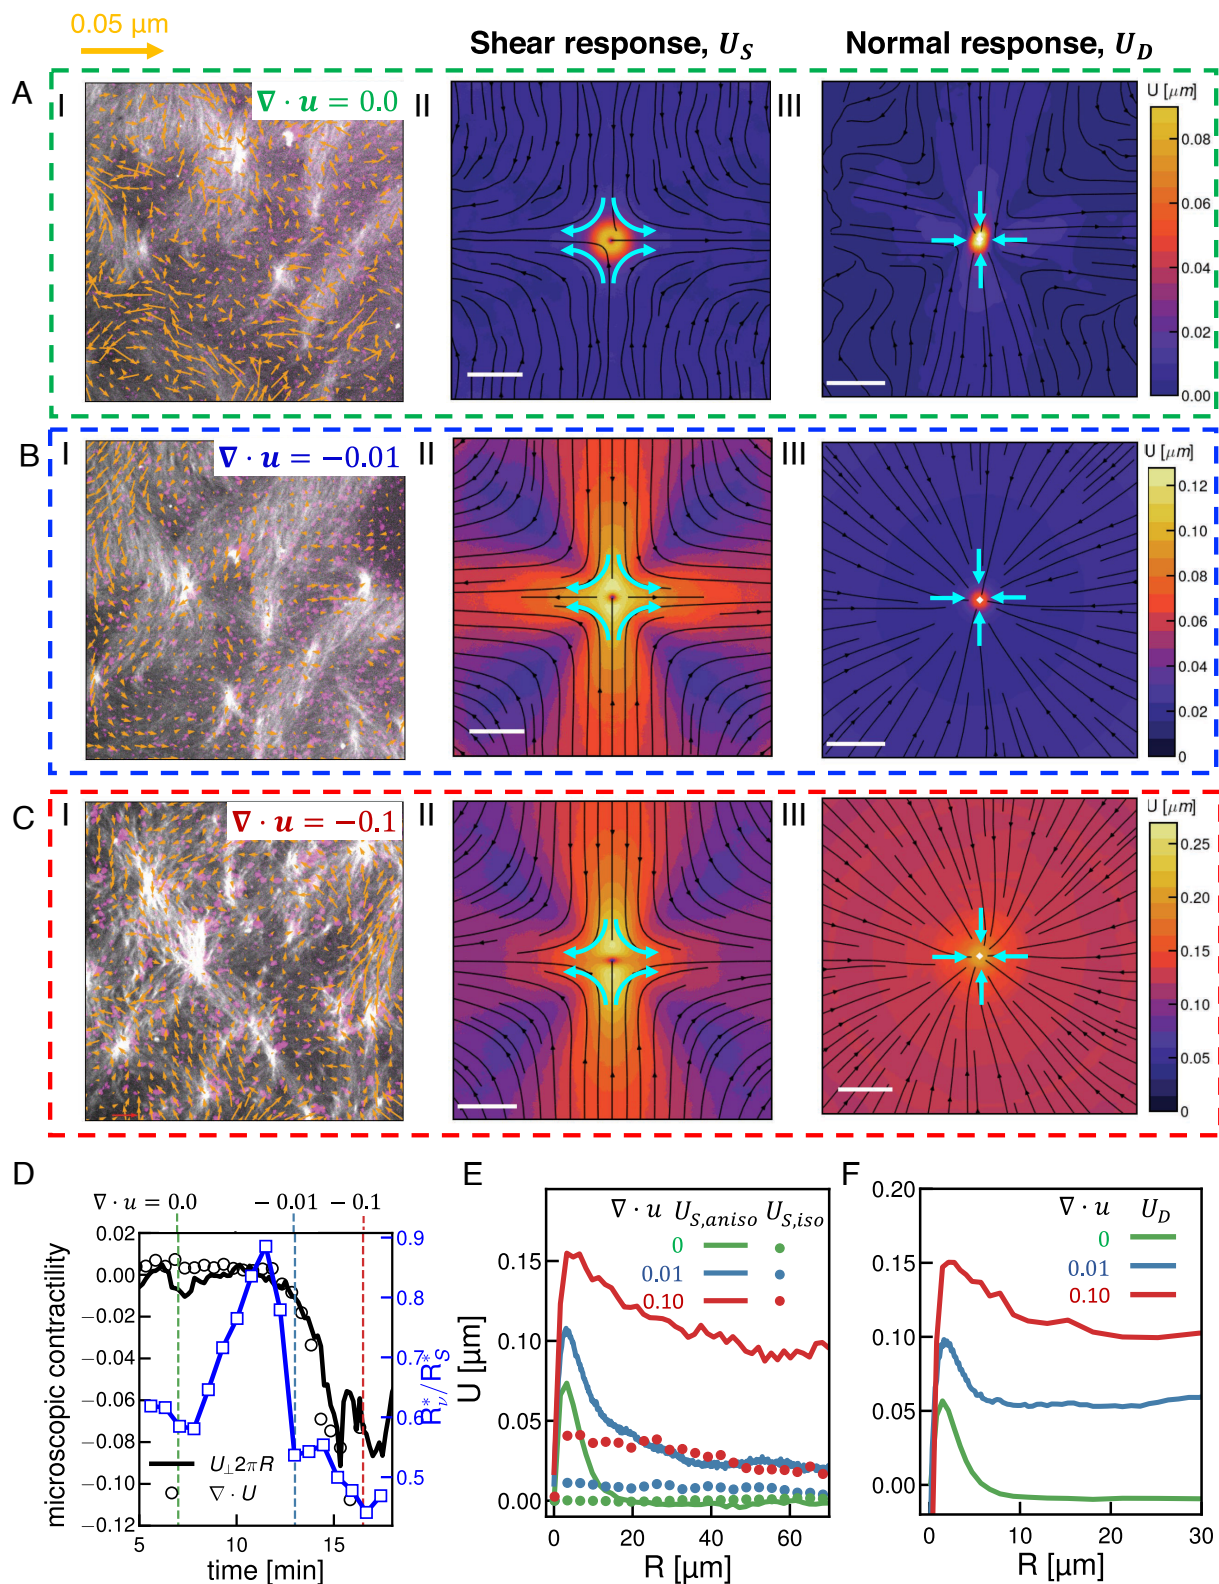 0.05 μm
Shear response, U_S
Normal response, U_D
A
I
∇ · u = 0.0
II
III
U [μm]
0.08
0.06
0.04
0.02
0.00
B
I
∇ · u = −0.01
II
III
U [μm]
0.12
0.10
0.08
0.06
0.04
0.02
0
C
I
∇ · u = −0.1
II
III
U [μm]
0.25
0.20
0.15
0.10
0.05
0
D
∇ · u = 0.0
−0.01
−0.1
0.02
0.00
−0.02
−0.04
−0.06
−0.08
−0.10
−0.12
microscopic contractility
U⊥2πR
∇ · U
5
10
15
time [min]
0.9
0.8
0.7
0.6
0.5
R*_ν/R*_S
E
∇ · u U_{S,aniso} U_{S,iso}
0
0.01
0.10
0.15
0.10
0.05
0.00
U [μm]
0
20
40
60
R [μm]
F
∇ · u U_D
0
0.01
0.10
0.20
0.15
0.10
0.05
0.00
0
10
20
30
R [μm]